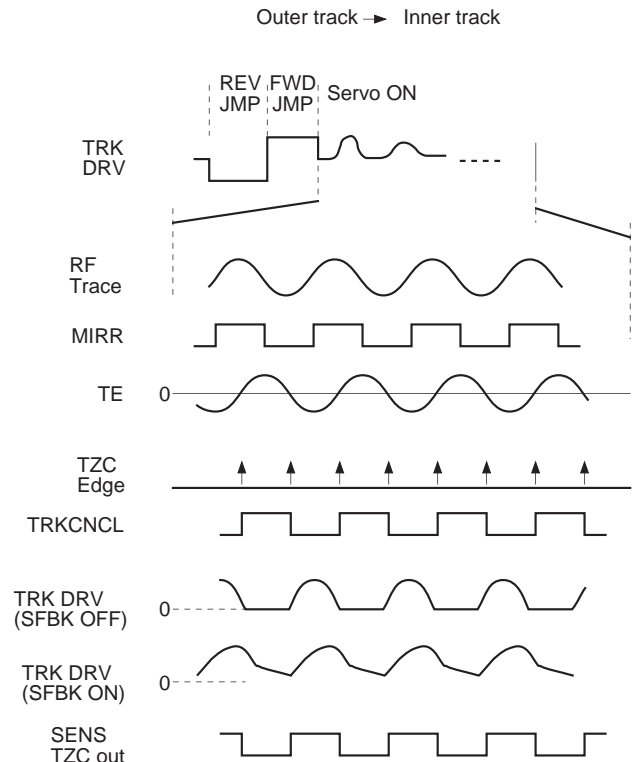 Outer track → Inner track
REV FWD
JMP JMP Servo ON
TRK
DRV
RF
Trace
MIRR
TE 0
TZC
Edge
TRKCNCL
TRK DRV
(SFBK OFF) 0
TRK DRV
(SFBK ON) 0
SENS
TZC out